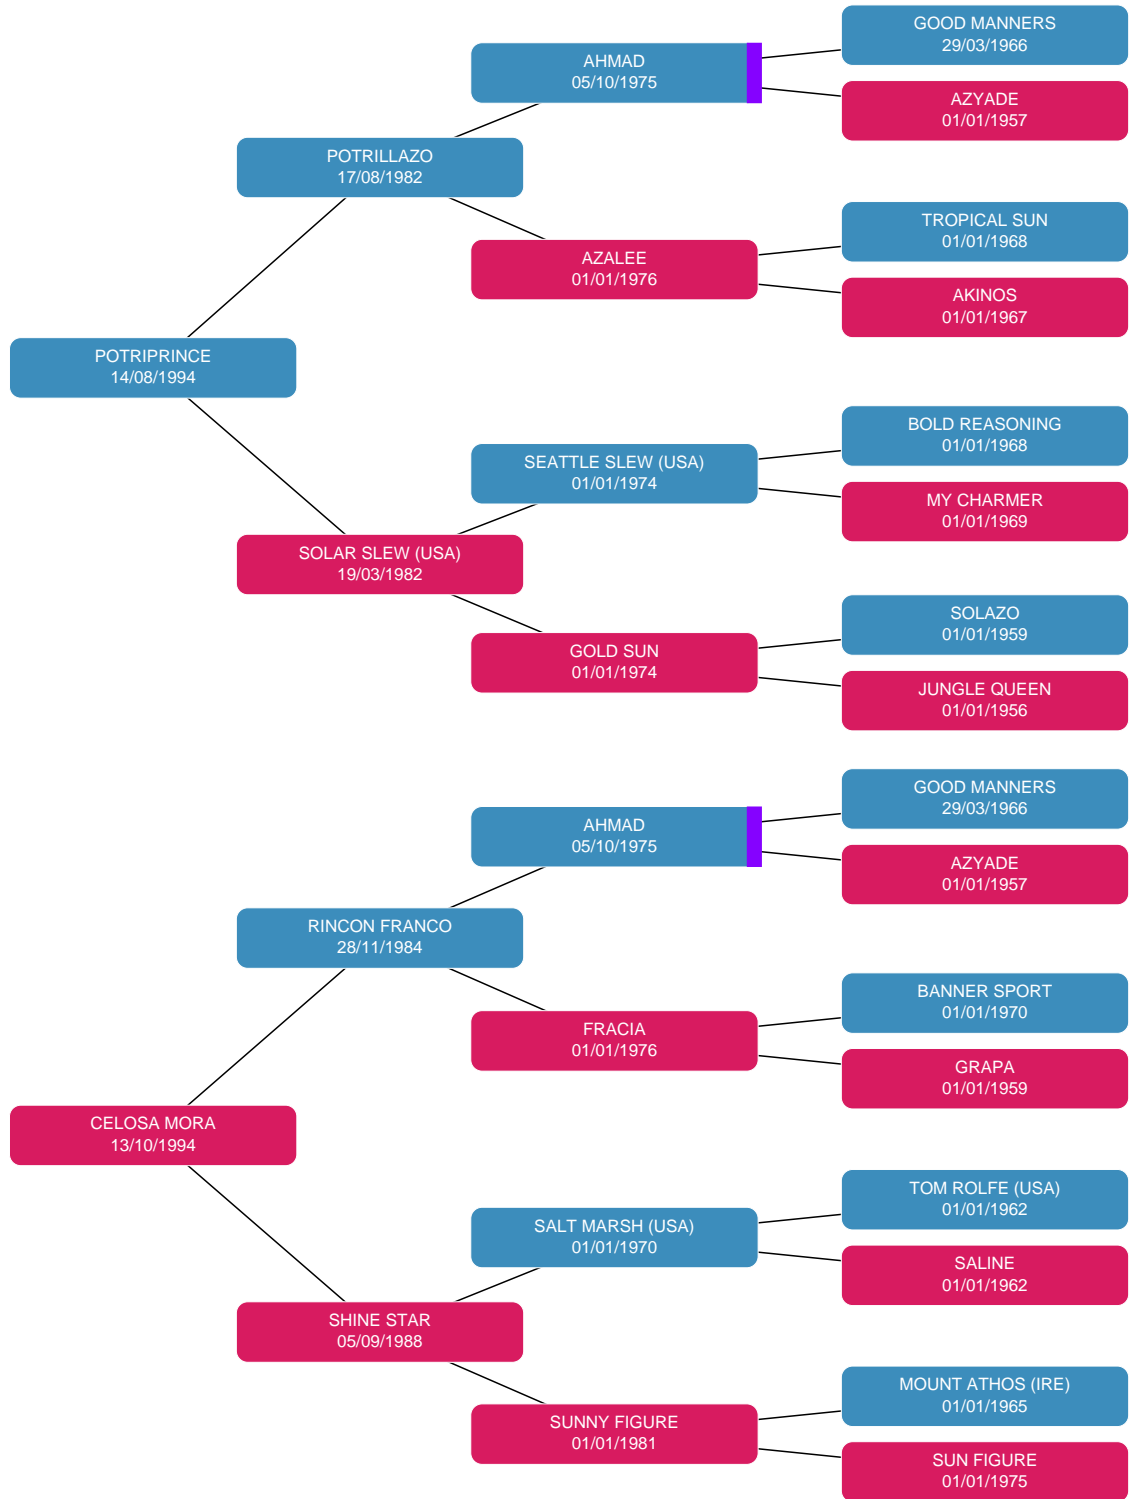 GOOD MANNERS
29/03/1966
AHMAD
05/10/1975
AZYADE
01/01/1957
POTRILLAZO
17/08/1982
TROPICAL SUN
01/01/1968
AZALEE
01/01/1976
AKINOS
01/01/1967
POTRIPRINCE
14/08/1994
BOLD REASONING
01/01/1968
SEATTLE SLEW (USA)
01/01/1974
MY CHARMER
01/01/1969
SOLAR SLEW (USA)
19/03/1982
SOLAZO
01/01/1959
GOLD SUN
01/01/1974
JUNGLE QUEEN
01/01/1956
GOOD MANNERS
29/03/1966
AHMAD
05/10/1975
AZYADE
01/01/1957
RINCON FRANCO
28/11/1984
BANNER SPORT
01/01/1970
FRACIA
01/01/1976
GRAPA
01/01/1959
CELOSA MORA
13/10/1994
TOM ROLFE (USA)
01/01/1962
SALT MARSH (USA)
01/01/1970
SALINE
01/01/1962
SHINE STAR
05/09/1988
MOUNT ATHOS (IRE)
01/01/1965
SUNNY FIGURE
01/01/1981
SUN FIGURE
01/01/1975